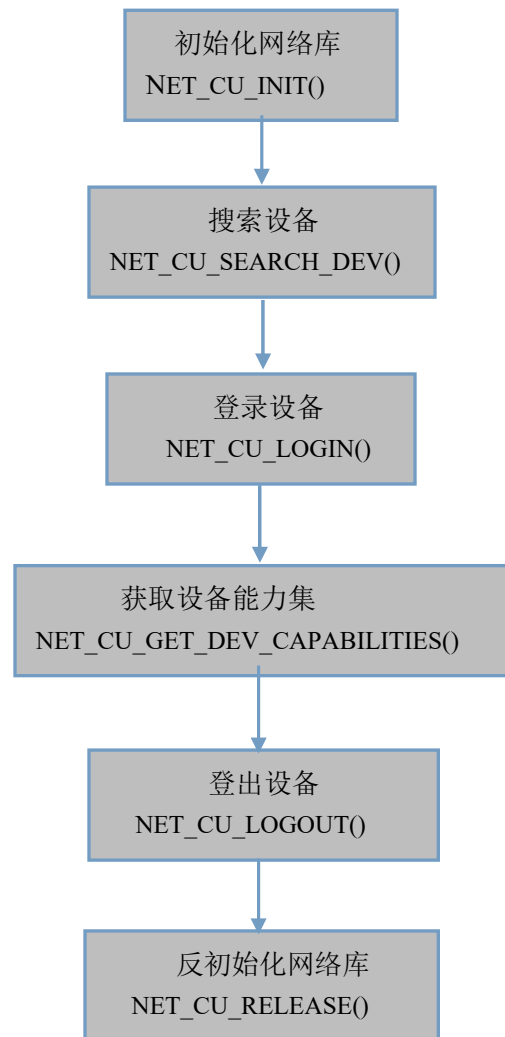 初始化网络库
NET_CU_INIT()
搜索设备
NET_CU_SEARCH_DEV()
登录设备
NET_CU_LOGIN()
获取设备能力集
NET_CU_GET_DEV_CAPABILITIES()
登出设备
NET_CU_LOGOUT()
反初始化网络库
NET_CU_RELEASE()